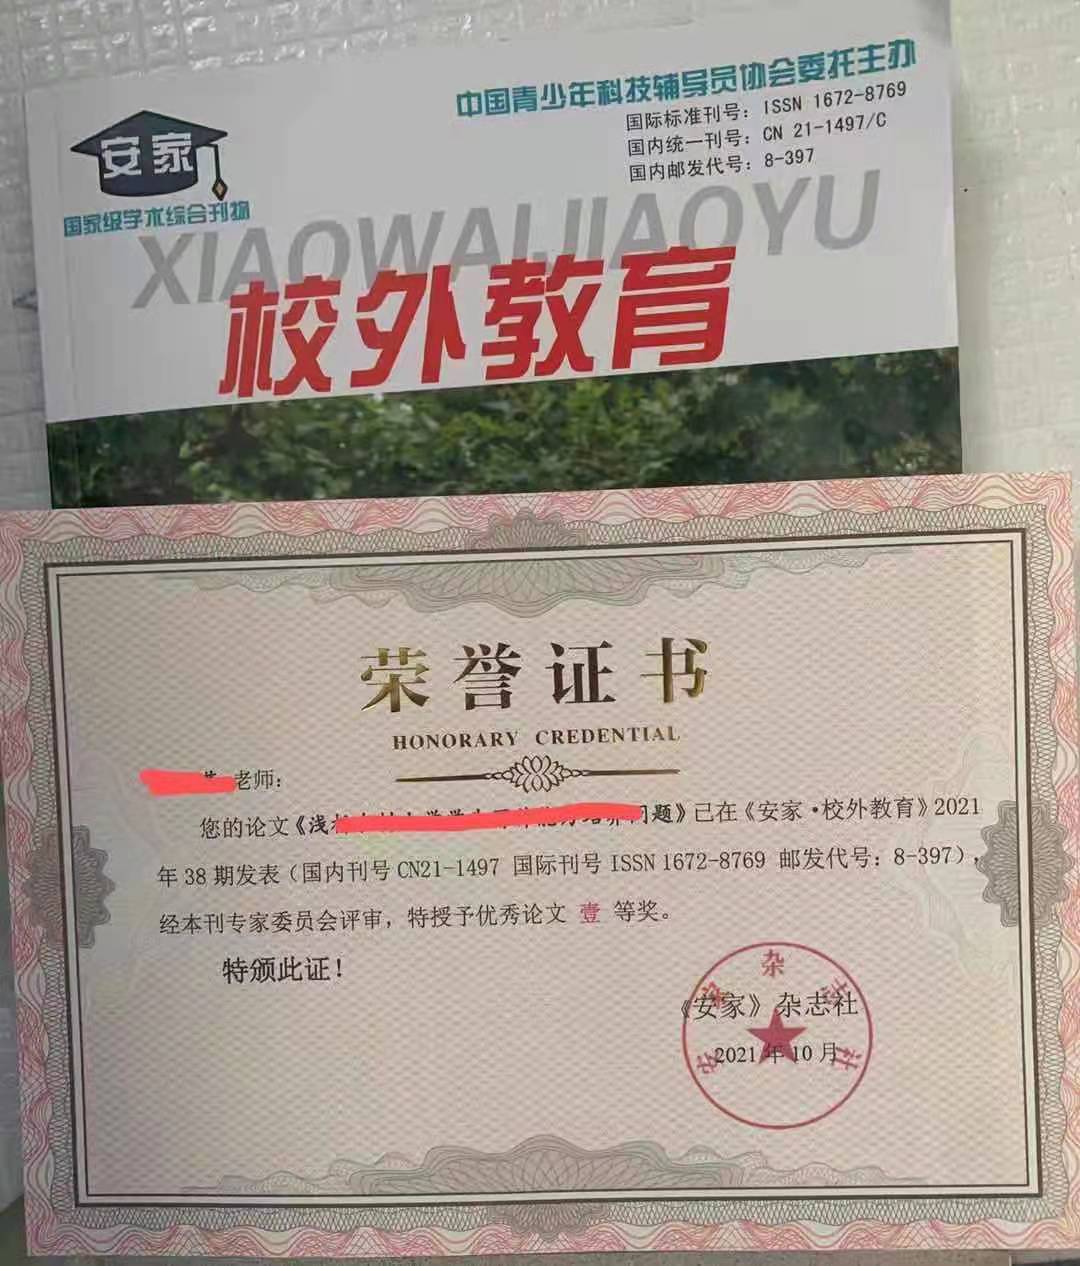 中国青少年科技辅导员协会委托主办
国际标准刊号：ISSN 1672-8769
国内统一刊号：CN 21-1497/C
国内邮发代号：8-397
安家
国家级学术综合刊物
XIAOWAIJIAOYU
校外教育
荣誉证书
HONORARY CREDENTIAL
老师：
您的论文《浅 问题》已在《安家·校外教育》2021
年38期发表（国内刊号CN21-1497 国际刊号ISSN 1672-8769 邮发代号：8-397），
经本刊专家委员会评审，特授予优秀论文 壹 等奖。
特颁此证！
《安家》杂志社
2021年10月
安家杂志社